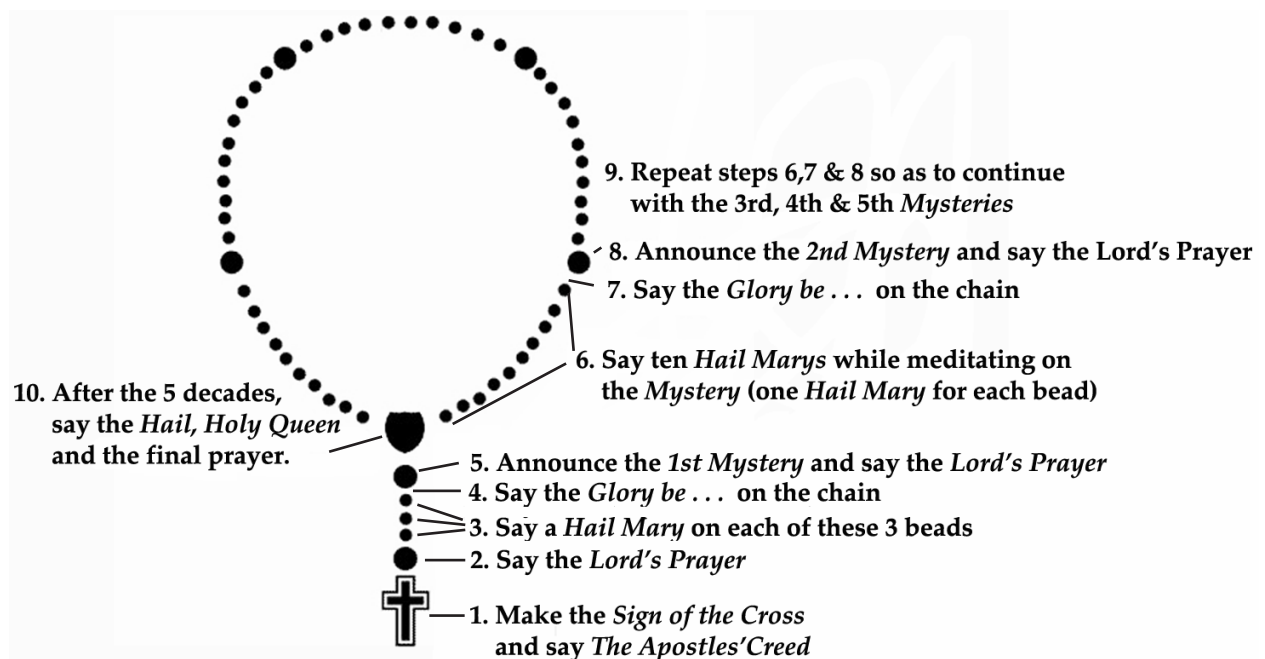 9. Repeat steps 6,7 & 8 so as to continue
with the 3rd, 4th & 5th Mysteries
8. Announce the 2nd Mystery and say the Lord's Prayer
7. Say the Glory be . . . on the chain
6. Say ten Hail Marys while meditating on
the Mystery (one Hail Mary for each bead)
10. After the 5 decades,
say the Hail, Holy Queen
and the final prayer.
5. Announce the 1st Mystery and say the Lord's Prayer
4. Say the Glory be . . . on the chain
3. Say a Hail Mary on each of these 3 beads
2. Say the Lord's Prayer
1. Make the Sign of the Cross
and say The Apostles'Creed